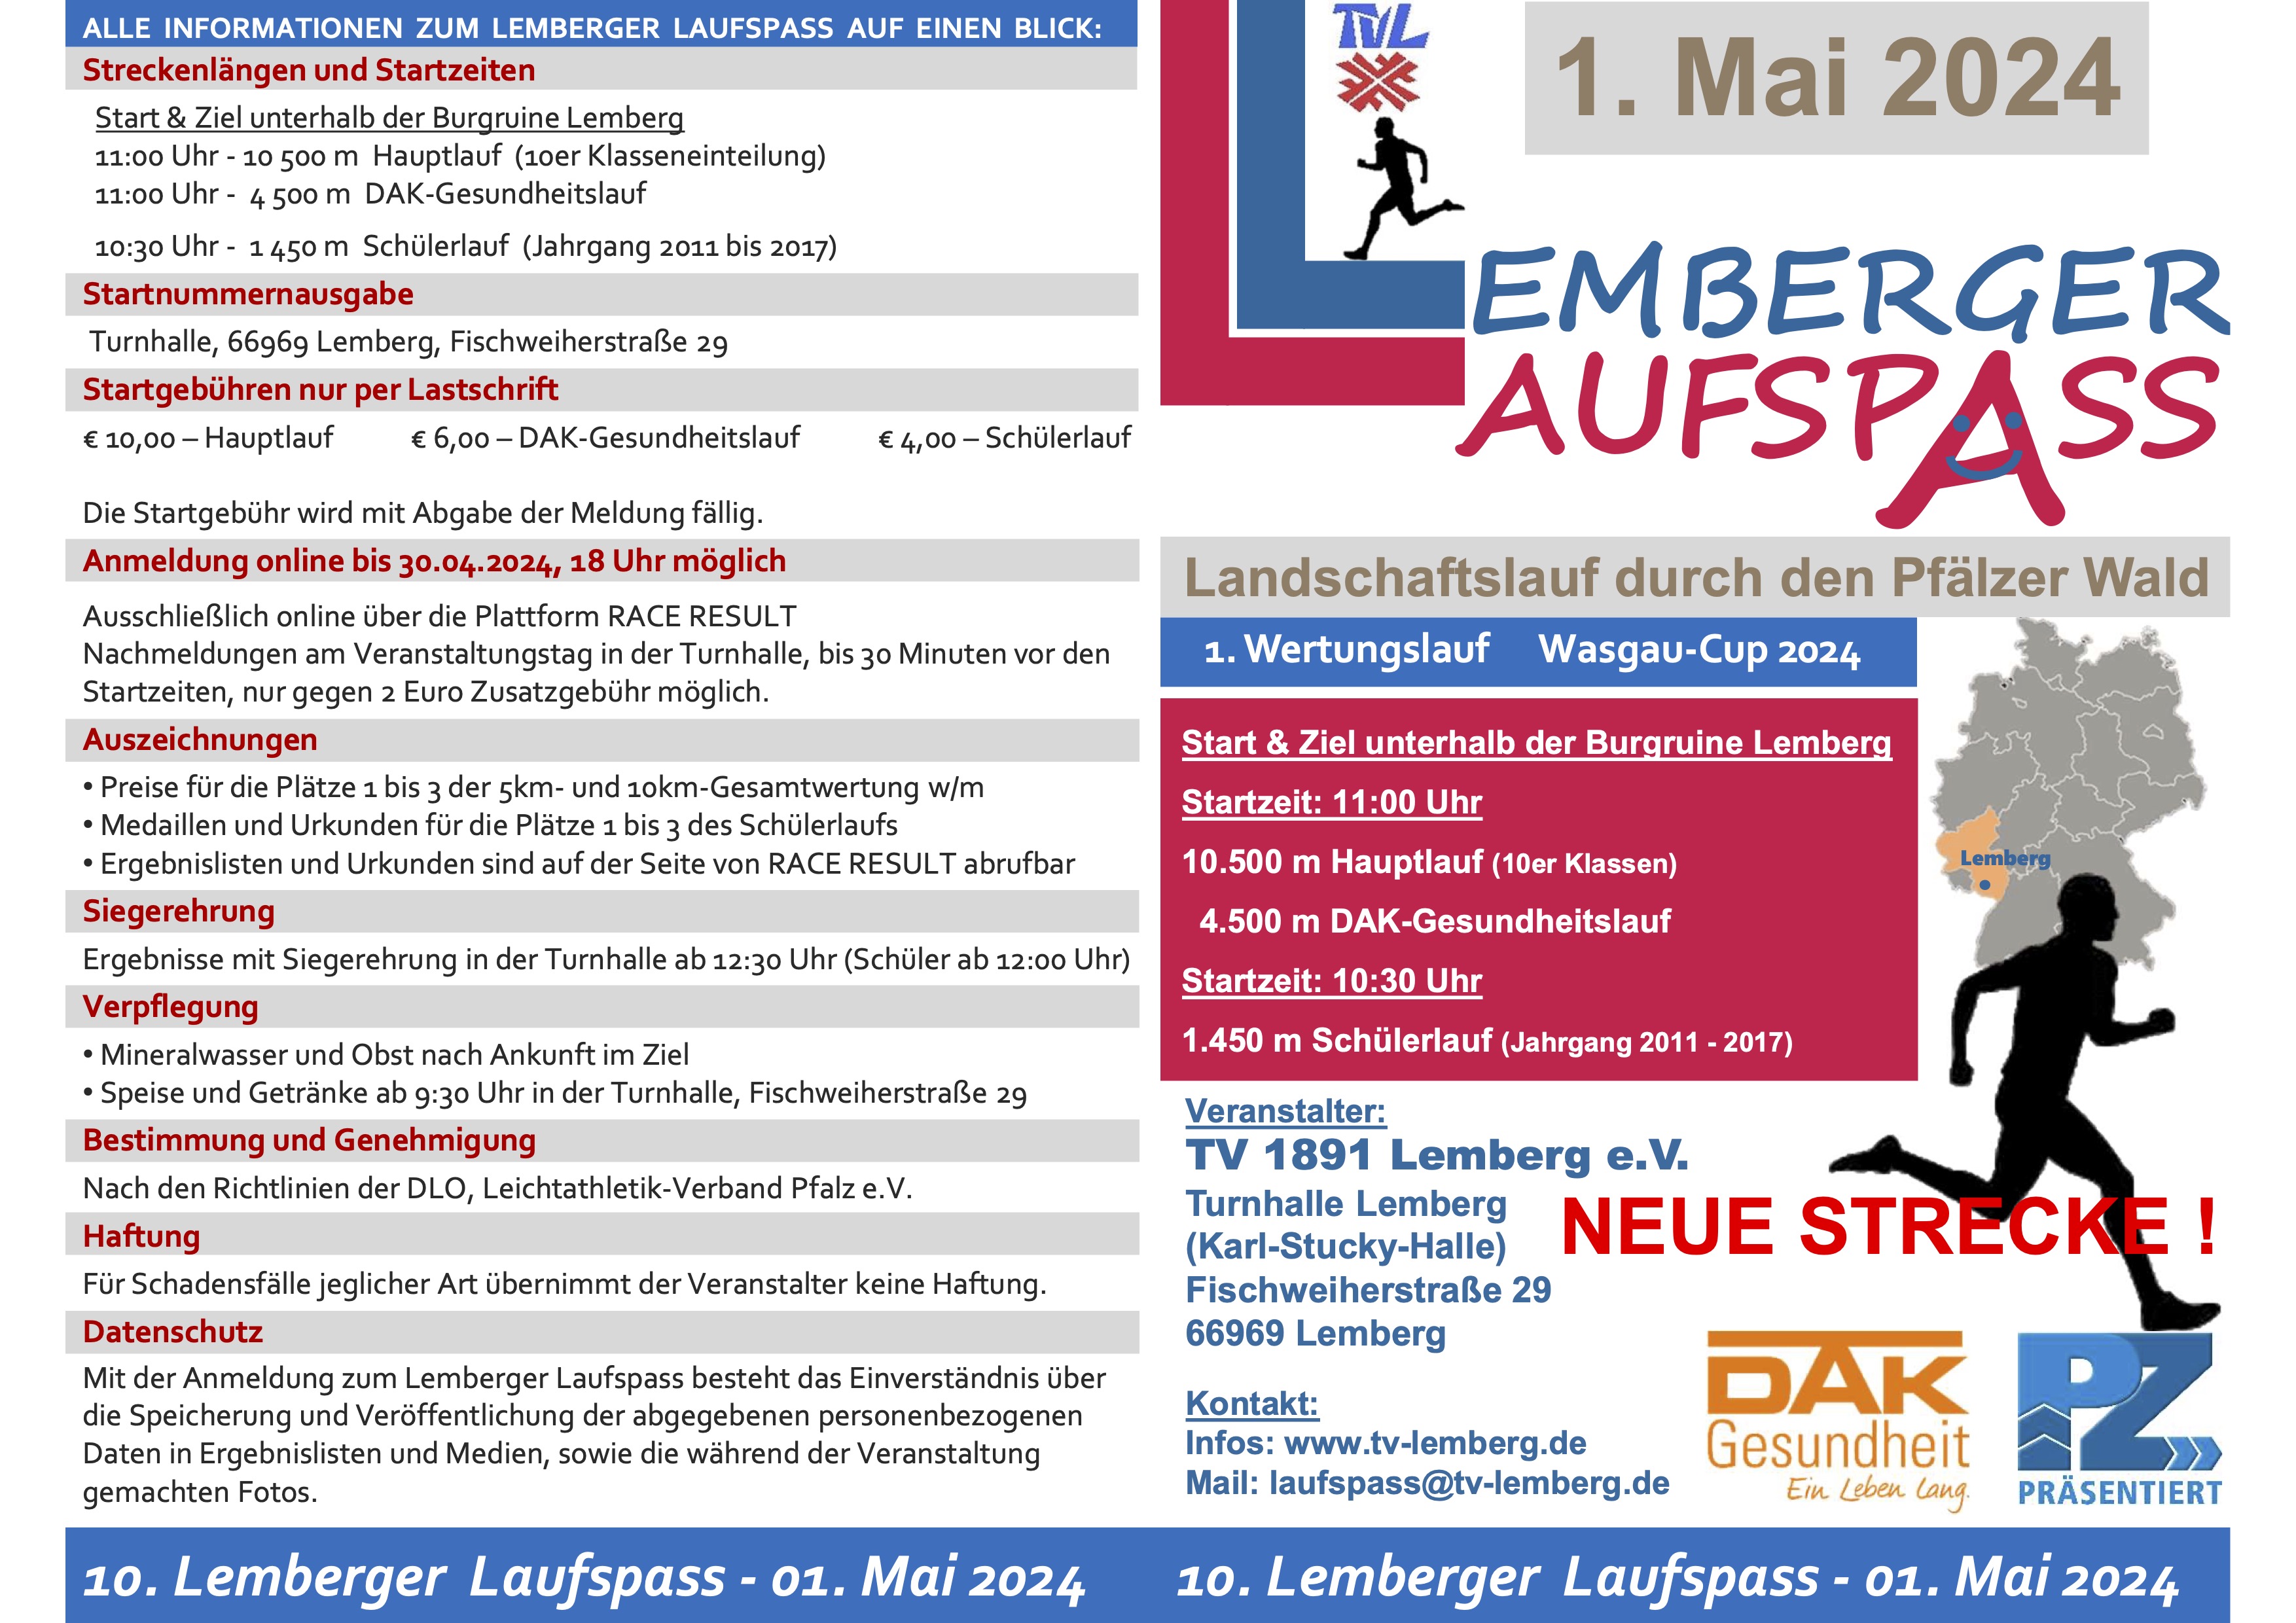 ALLE INFORMATIONEN ZUM LEMBERGER LAUFSPASS AUF EINEN BLICK:
Streckenlängen und Startzeiten
Start & Ziel unterhalb der Burgruine Lemberg
11:00 Uhr - 10 500 m Hauptlauf (10er Klasseneinteilung)
11:00 Uhr - 4 500 m DAK-Gesundheitslauf
10:30 Uhr - 1 450 m Schülerlauf (Jahrgang 2011 bis 2017)
Startnummernausgabe
Turnhalle, 66969 Lemberg, Fischweiherstraße 29
Startgebühren nur per Lastschrift
€ 10,00 – Hauptlauf € 6,00 – DAK-Gesundheitslauf € 4,00 – Schülerlauf
Die Startgebühr wird mit Abgabe der Meldung fällig.
Anmeldung online bis 30.04.2024, 18 Uhr möglich
Ausschließlich online über die Plattform RACE RESULT
Nachmeldungen am Veranstaltungstag in der Turnhalle, bis 30 Minuten vor den
Startzeiten, nur gegen 2 Euro Zusatzgebühr möglich.
Auszeichnungen
• Preise für die Plätze 1 bis 3 der 5km- und 10km-Gesamtwertung w/m
• Medaillen und Urkunden für die Plätze 1 bis 3 des Schülerlaufs
• Ergebnislisten und Urkunden sind auf der Seite von RACE RESULT abrufbar
Siegerehrung
Ergebnisse mit Siegerehrung in der Turnhalle ab 12:30 Uhr (Schüler ab 12:00 Uhr)
Verpflegung
• Mineralwasser und Obst nach Ankunft im Ziel
• Speise und Getränke ab 9:30 Uhr in der Turnhalle, Fischweiherstraße 29
Bestimmung und Genehmigung
Nach den Richtlinien der DLO, Leichtathletik-Verband Pfalz e.V.
Haftung
Für Schadensfälle jeglicher Art übernimmt der Veranstalter keine Haftung.
Datenschutz
Mit der Anmeldung zum Lemberger Laufspass besteht das Einverständnis über
die Speicherung und Veröffentlichung der abgegebenen personenbezogenen
Daten in Ergebnislisten und Medien, sowie die während der Veranstaltung
gemachten Fotos.
10. Lemberger Laufspass - 01. Mai 2024
TVL
1. Mai 2024
LEMBERGER
LAUFSPASS
Landschaftslauf durch den Pfälzer Wald
1. Wertungslauf Wasgau-Cup 2024
Start & Ziel unterhalb der Burgruine Lemberg
Startzeit: 11:00 Uhr
10.500 m Hauptlauf (10er Klassen)
4.500 m DAK-Gesundheitslauf
Startzeit: 10:30 Uhr
1.450 m Schülerlauf (Jahrgang 2011 - 2017)
Lemberg
Veranstalter:
TV 1891 Lemberg e.V.
Turnhalle Lemberg
(Karl-Stucky-Halle)
Fischweiherstraße 29
66969 Lemberg
NEUE STRECKE !
Kontakt:
Infos: www.tv-lemberg.de
Mail: laufspass@tv-lemberg.de
DAK
Gesundheit
Ein Leben Lang.
PZ
PRÄSENTIERT
10. Lemberger Laufspass - 01. Mai 2024